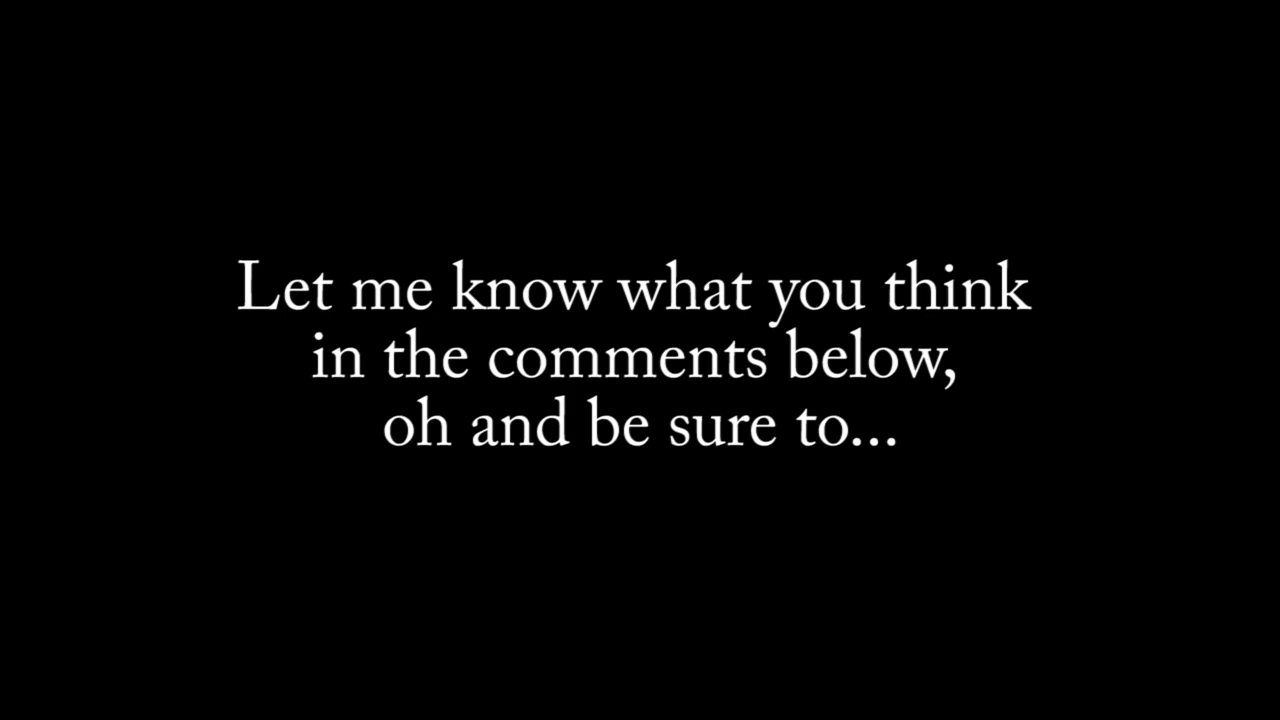 Let me know what you think
in the comments below,
oh and be sure to...